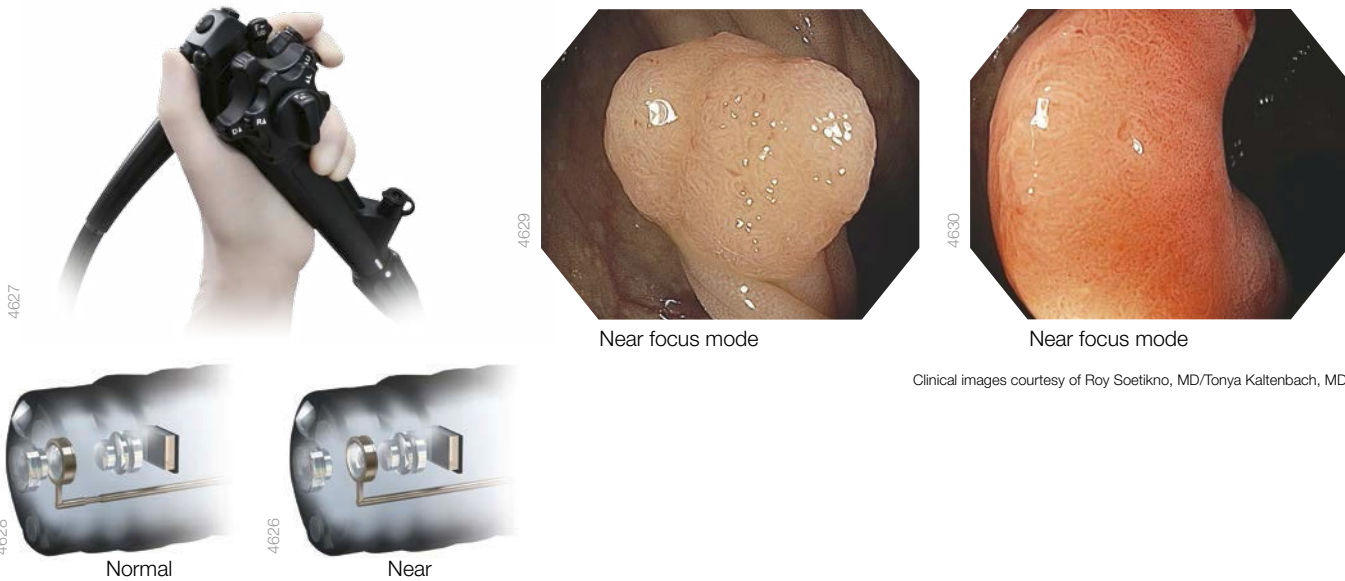 4627
4629
4630
Near focus mode
Near focus mode
Clinical images courtesy of Roy Soetikno, MD/Tonya Kaltenbach, MD
4628
4626
Normal
Near